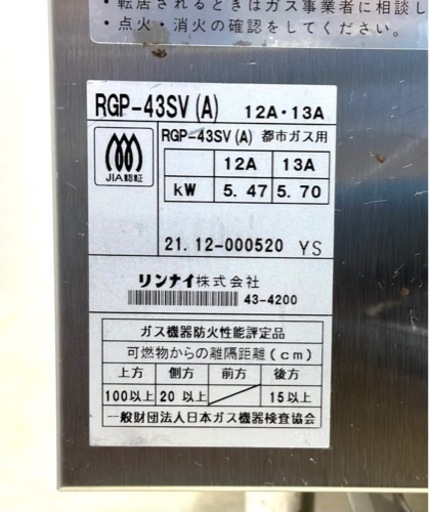 ・転居されるときはガス事業者に相談し
・点火・消火の確認をしてください。
RGP-43SV(A) 12A・13A
RGP-43SV(A) 都市ガス用
JIA認証
12A 13A
kW 5.47 5.70
21.12-000520 YS
リンナイ株式会社
43-4200
ガス機器防火性能評定品
可燃物からの離隔距離(cm)
上方 側方 前方 後方
100以上 20以上 15以上
一般財団法人日本ガス機器検査協会